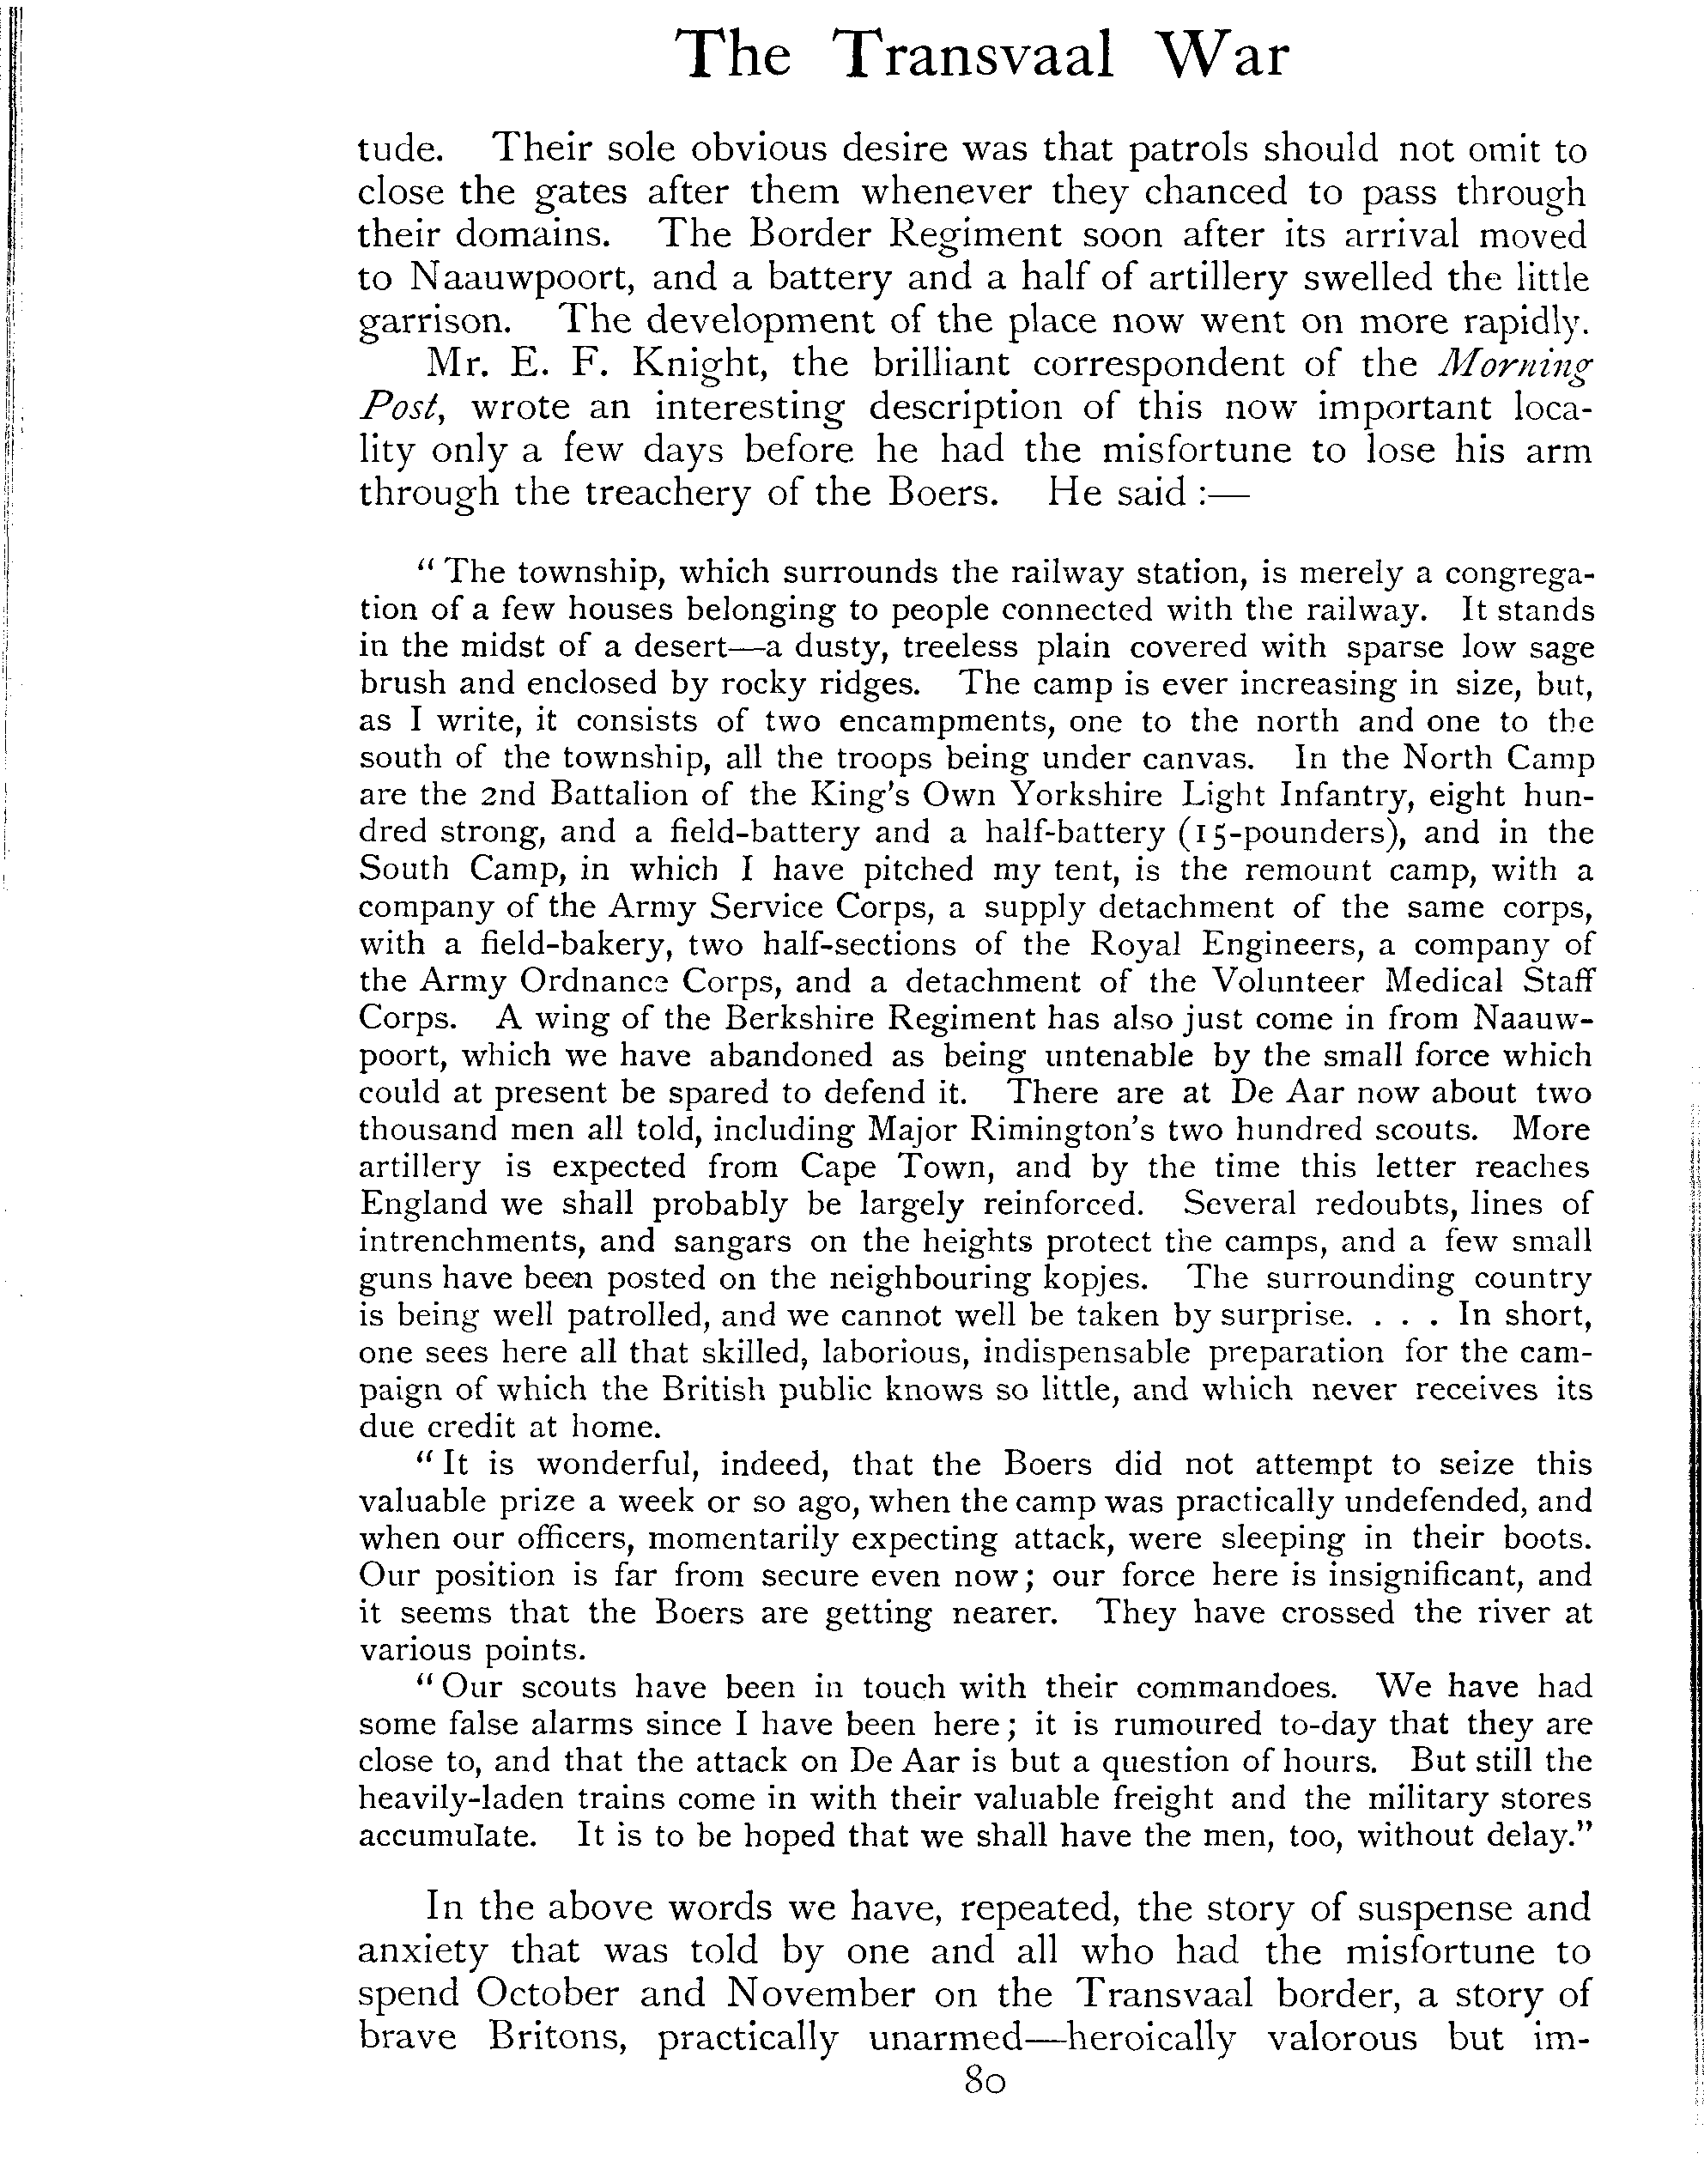 The Transvaal War
tude. Their sole obvious desire was that patrols should not omit to
close the gates after them whenever they chanced to pass through
their domains. The Border Regiment soon after its arrival moved
to Naauwpoort, and a battery and a half of artillery swelled the little
garrison. The development of the place now went on more rapidly.
Mr. E. F. Knight, the brilliant correspondent of the Morning
Post, wrote an interesting description of this now important loca-
lity only a few days before he had the misfortune to lose his arm
through the treachery of the Boers. He said :—
“ The township, which surrounds the railway station, is merely a congrega-
tion of a few houses belonging to people connected with the railway. It stands
in the midst of a desert—a dusty, treeless plain covered with sparse low sage
brush and enclosed by rocky ridges. The camp is ever increasing in size, but,
as I write, it consists of two encampments, one to the north and one to the
south of the township, all the troops being under canvas. In the North Camp
are the 2nd Battalion of the King's Own Yorkshire Light Infantry, eight hun-
dred strong, and a field-battery and a half-battery (15-pounders), and in the
South Camp, in which I have pitched my tent, is the remount camp, with a
company of the Army Service Corps, a supply detachment of the same corps,
with a field-bakery, two half-sections of the Royal Engineers, a company of
the Army Ordnance Corps, and a detachment of the Volunteer Medical Staff
Corps. A wing of the Berkshire Regiment has also just come in from Naauw-
poort, which we have abandoned as being untenable by the small force which
could at present be spared to defend it. There are at De Aar now about two
thousand men all told, including Major Rimington's two hundred scouts. More
artillery is expected from Cape Town, and by the time this letter reaches
England we shall probably be largely reinforced. Several redoubts, lines of
intrenchments, and sangars on the heights protect the camps, and a few small
guns have been posted on the neighbouring kopjes. The surrounding country
is being well patrolled, and we cannot well be taken by surprise. . . . In short,
one sees here all that skilled, laborious, indispensable preparation for the cam-
paign of which the British public knows so little, and which never receives its
due credit at home.
“ It is wonderful, indeed, that the Boers did not attempt to seize this
valuable prize a week or so ago, when the camp was practically undefended, and
when our officers, momentarily expecting attack, were sleeping in their boots.
Our position is far from secure even now; our force here is insignificant, and
it seems that the Boers are getting nearer. They have crossed the river at
various points.
“ Our scouts have been in touch with their commandoes. We have had
some false alarms since I have been here; it is rumoured to-day that they are
close to, and that the attack on De Aar is but a question of hours. But still the
heavily-laden trains come in with their valuable freight and the military stores
accumulate. It is to be hoped that we shall have the men, too, without delay.”
In the above words we have, repeated, the story of suspense and
anxiety that was told by one and all who had the misfortune to
spend October and November on the Transvaal border, a story of
brave Britons, practically unarmed—heroically valorous but im-
80